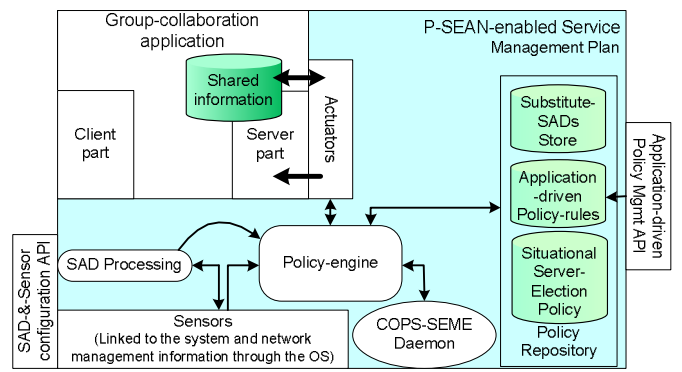 Group-collaboration
application
P-SEAN-enabled Service
Management Plan
Shared
information
Client
part
Server
part
Actuators
Substitute-
SADs
Store
Application
-driven
Policy-rules
Situational
Server-
Election
Policy
Policy
Repository
Application-driven
Policy Mgmt API
SAD-&-Sensor
configuration API
SAD Processing
Policy-engine
Sensors
(Linked to the system and network
management information through the OS)
COPS-SEME
Daemon